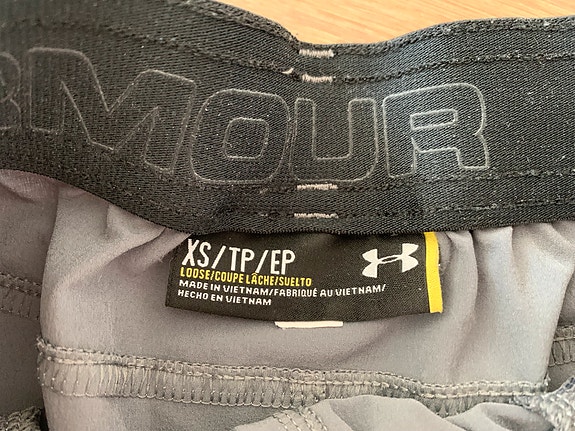 RMOUR
XS/TP/EP
LOOSE/COUPE LÂCHE/SUELTO
MADE IN VIETNAM/FABRIQUÉ AU VIETNAM/
HECHO EN VIETNAM